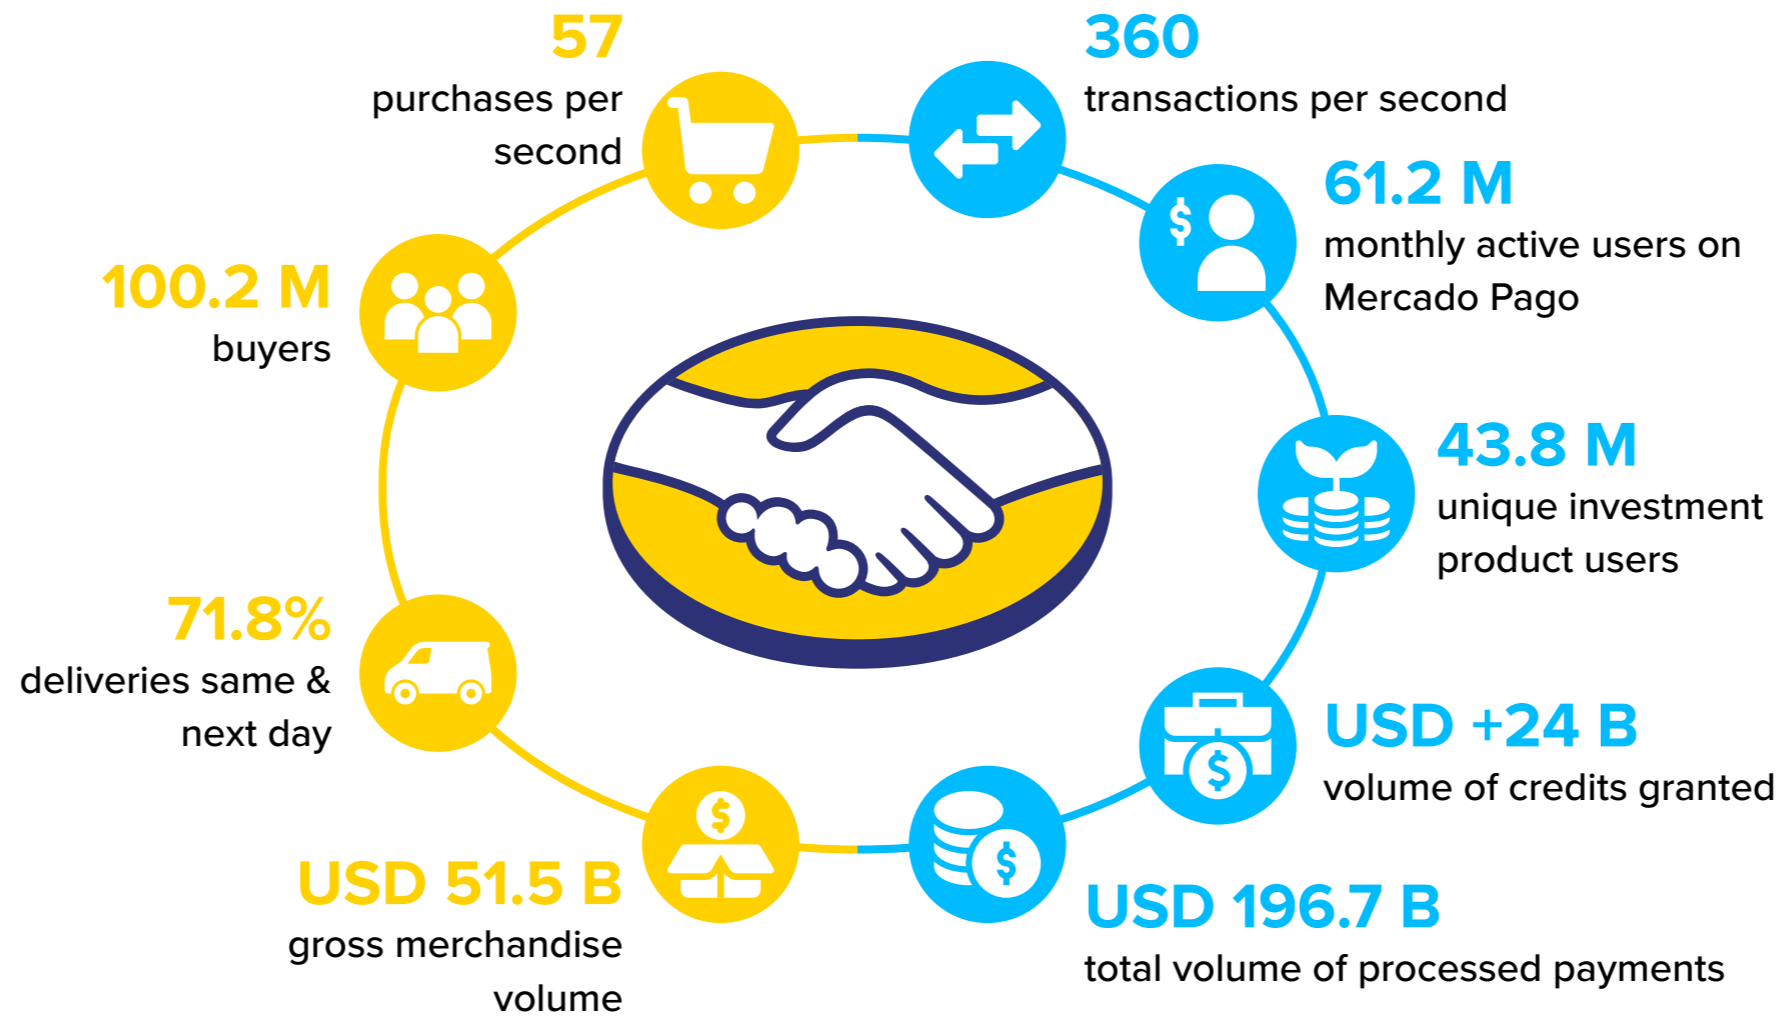 57
purchases per
second
360
transactions per second
61.2 M
monthly active users on
Mercado Pago
100.2 M
buyers
43.8 M
unique investment
product users
71.8%
deliveries same &
next day
USD +24 B
volume of credits granted
USD 51.5 B
gross merchandise
volume
USD 196.7 B
total volume of processed payments